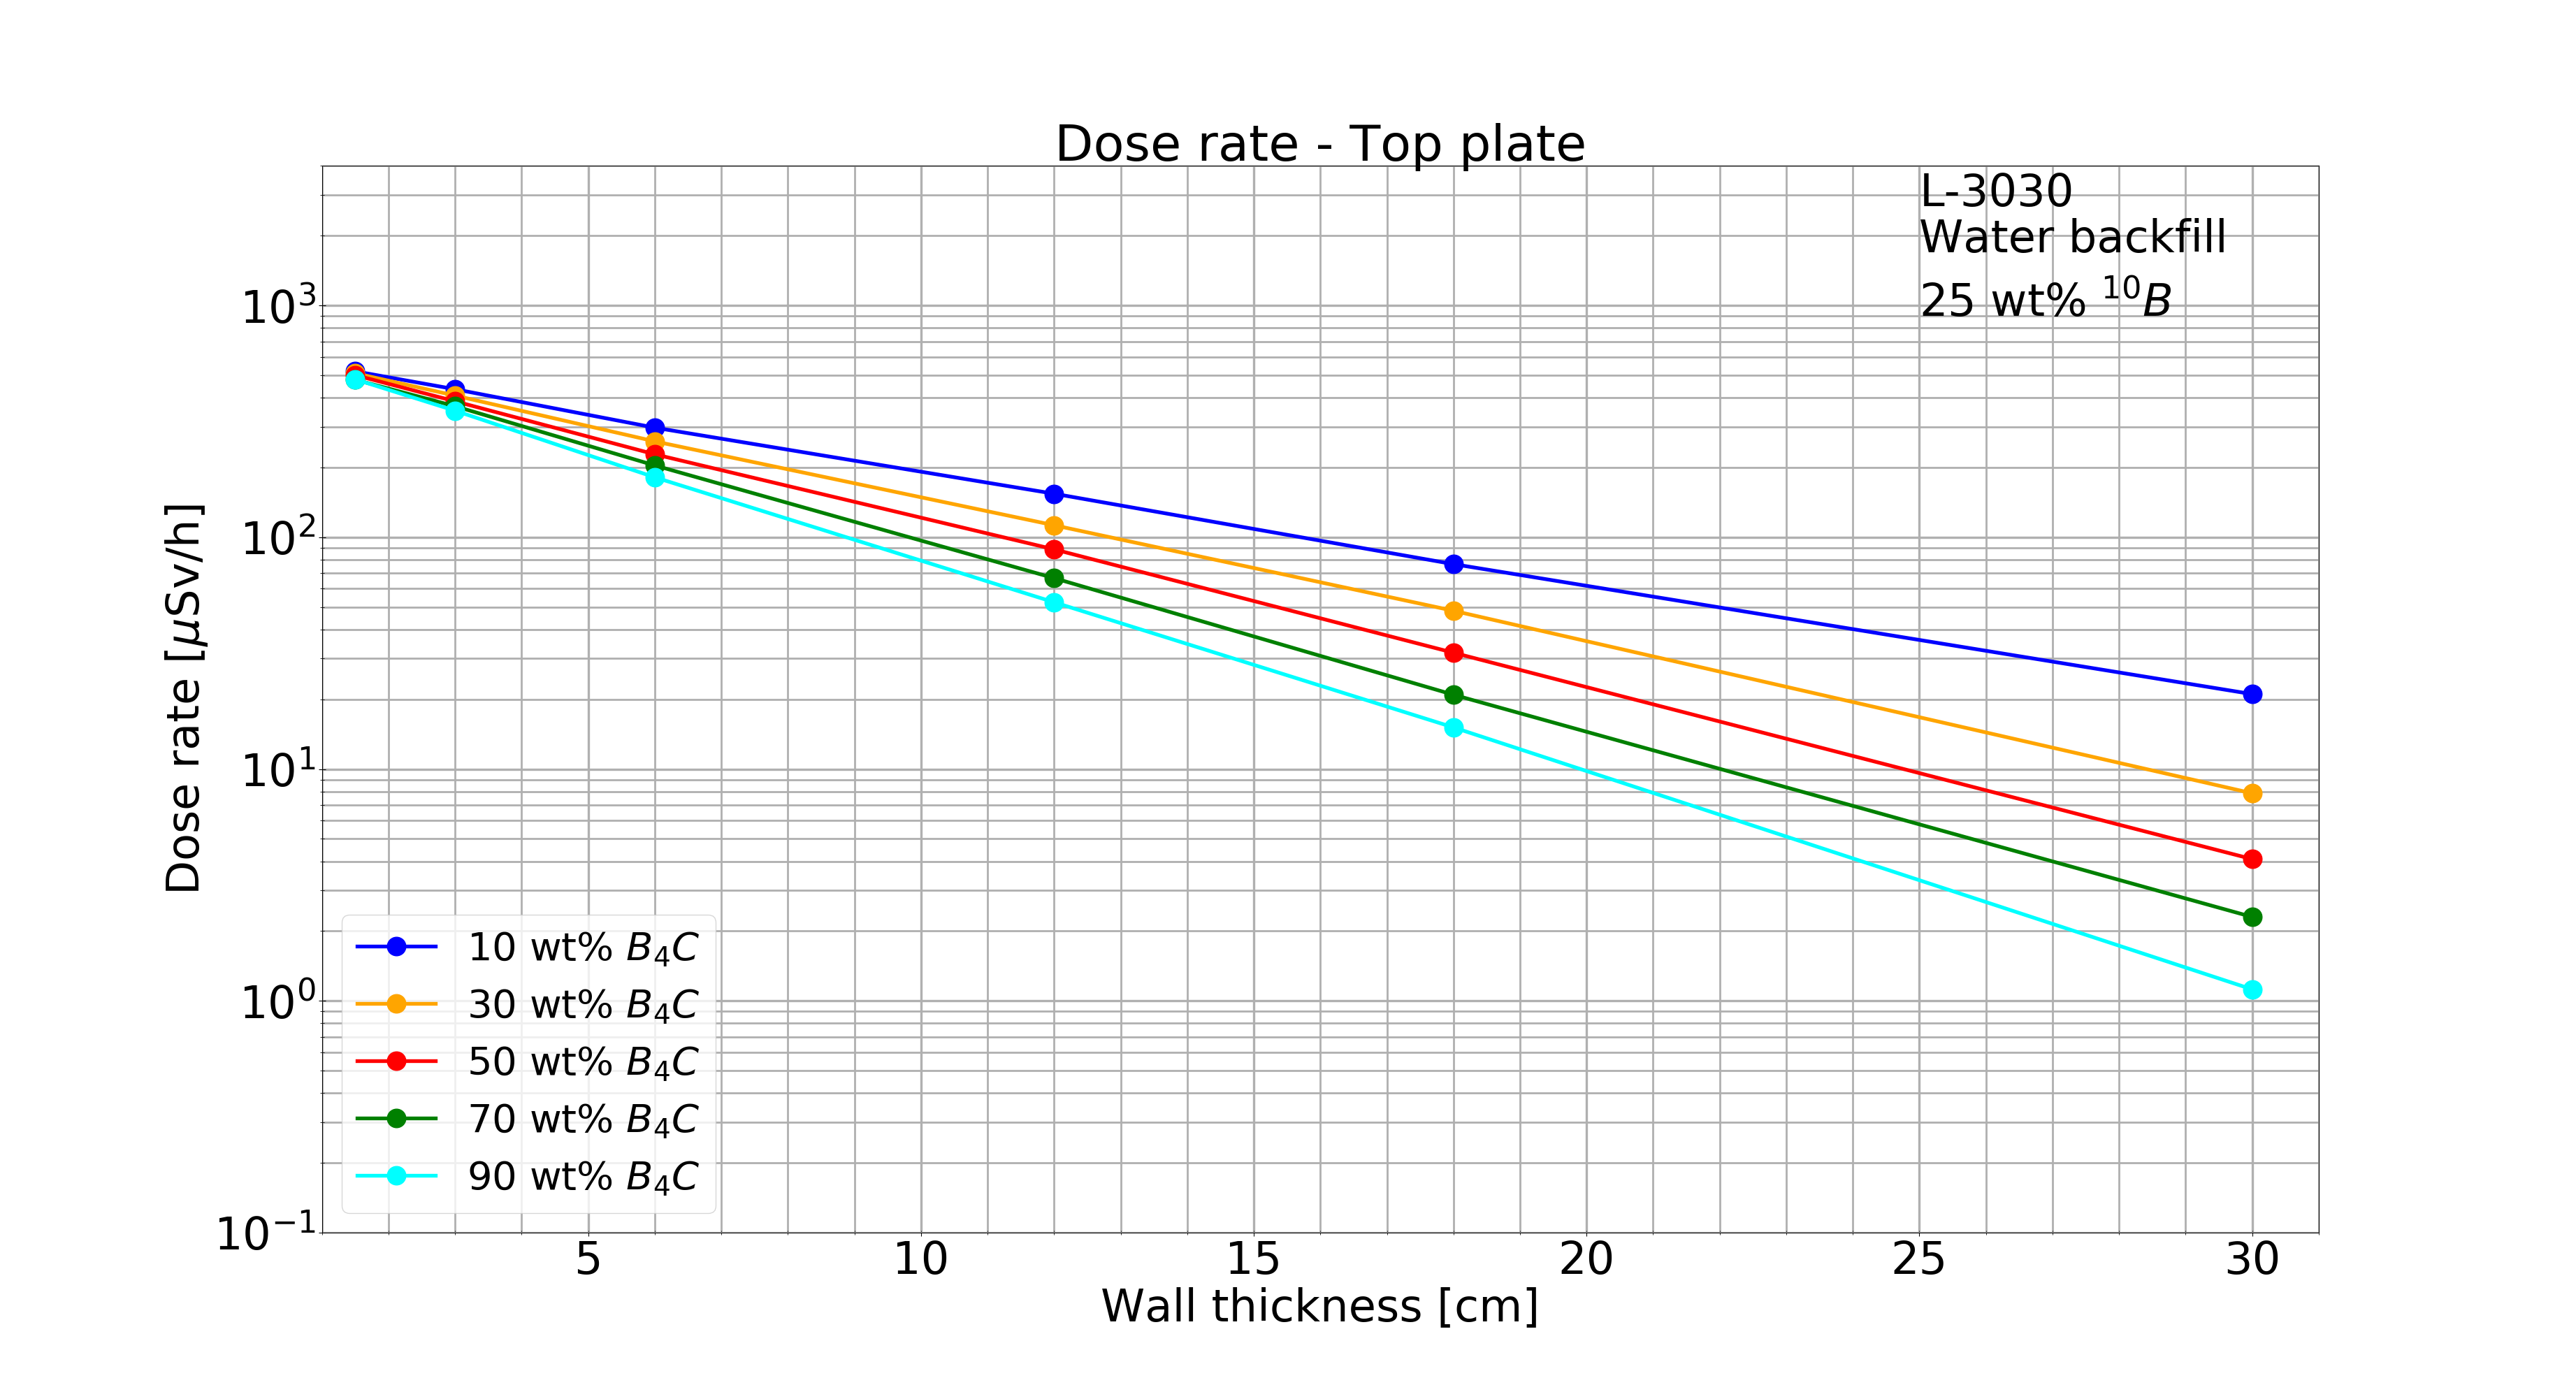 Dose rate - Top plate
L-3030
Water backfill
25 wt% ¹⁰B
Dose rate [μSv/h]
10³
10²
10¹
10⁰
10⁻¹
10 wt% B₄C
30 wt% B₄C
50 wt% B₄C
70 wt% B₄C
90 wt% B₄C
5 10 15 20 25 30
Wall thickness [cm]